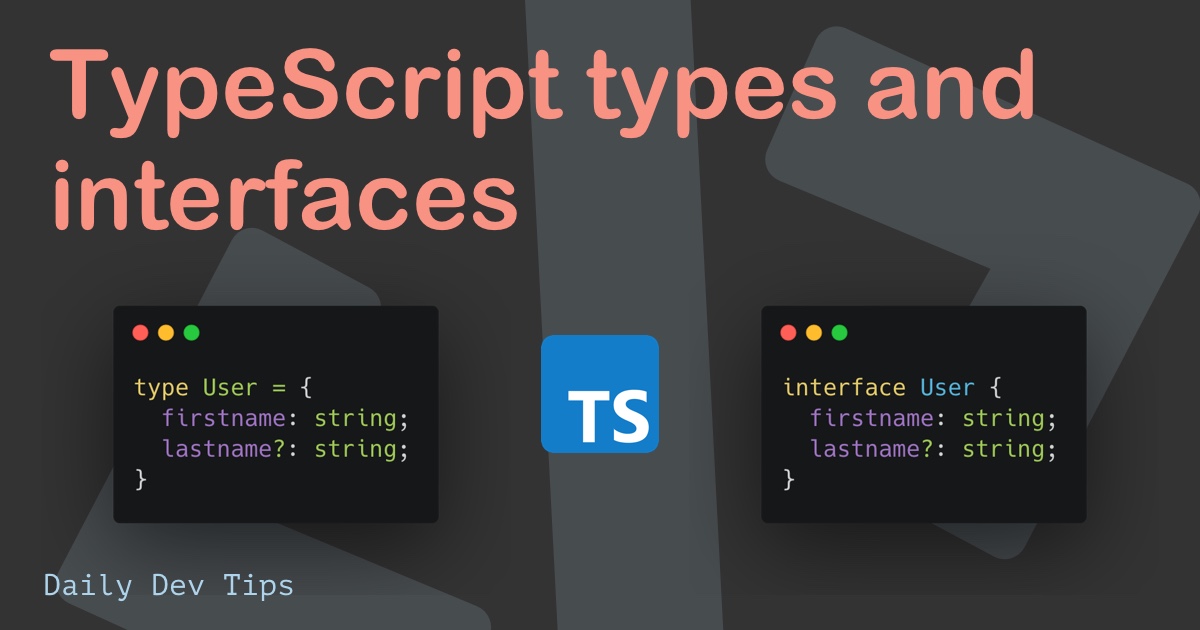 TypeScript types and
interfaces
type User = {
  firstname: string;
  lastname?: string;
}
TS
interface User {
  firstname: string;
  lastname?: string;
}
Daily Dev Tips